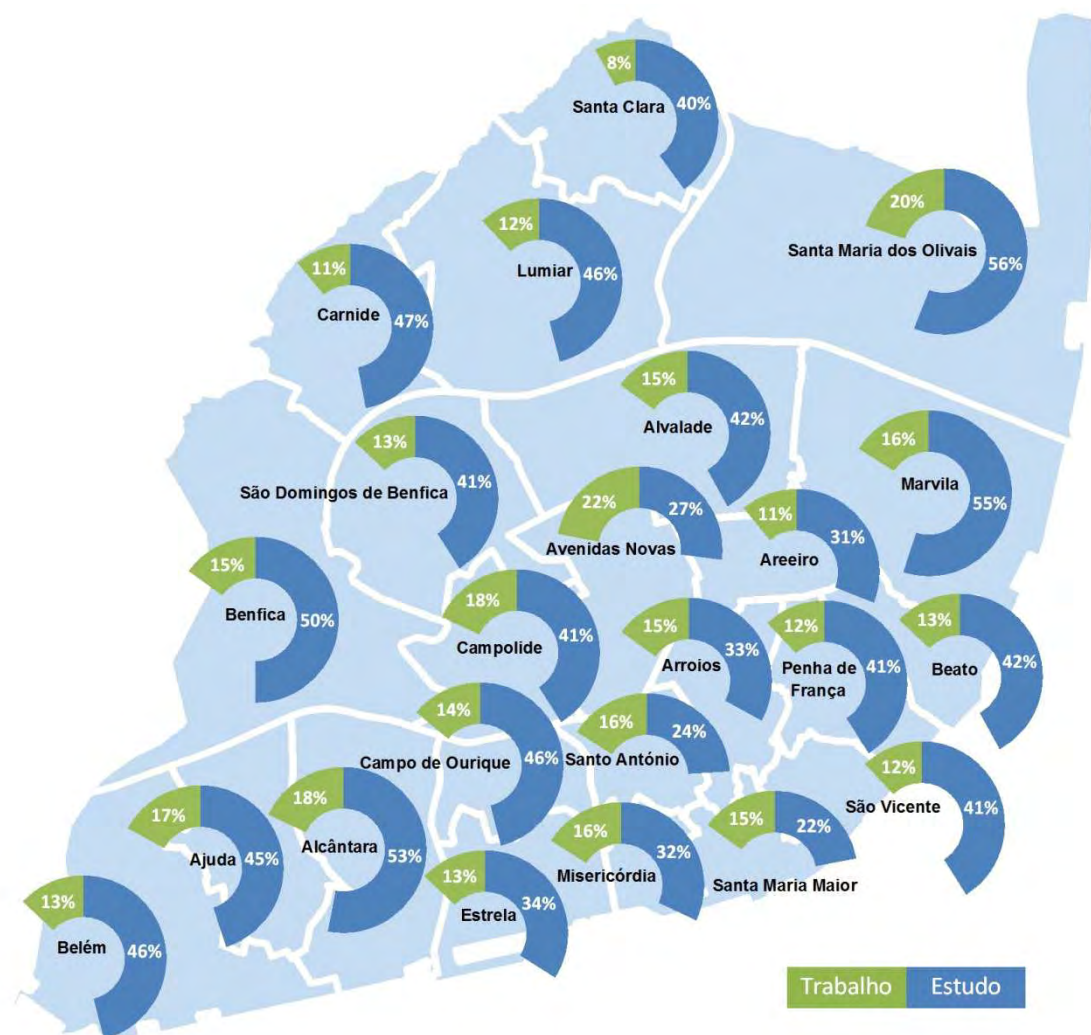 8%
Santa Clara
40%
20%
Santa Maria dos Olivais
56%
12%
Lumiar
46%
11%
Carnide
47%
15%
Alvalade
42%
13%
São Domingos de Benfica
41%
16%
Marvila
55%
22%
27%
Avenidas Novas
11%
Areeiro
31%
15%
Benfica
50%
18%
Campolide
41%
15%
Arroios
33%
12%
Penha de
França
41%
13%
Beato
42%
14%
Campo de Ourique
46%
16%
24%
Santo António
12%
São Vicente
41%
17%
Ajuda
45%
18%
Alcântara
53%
16%
Misericórdia
32%
15%
22%
Santa Maria Maior
13%
Estrela
34%
13%
Belém
46%
Trabalho Estudo